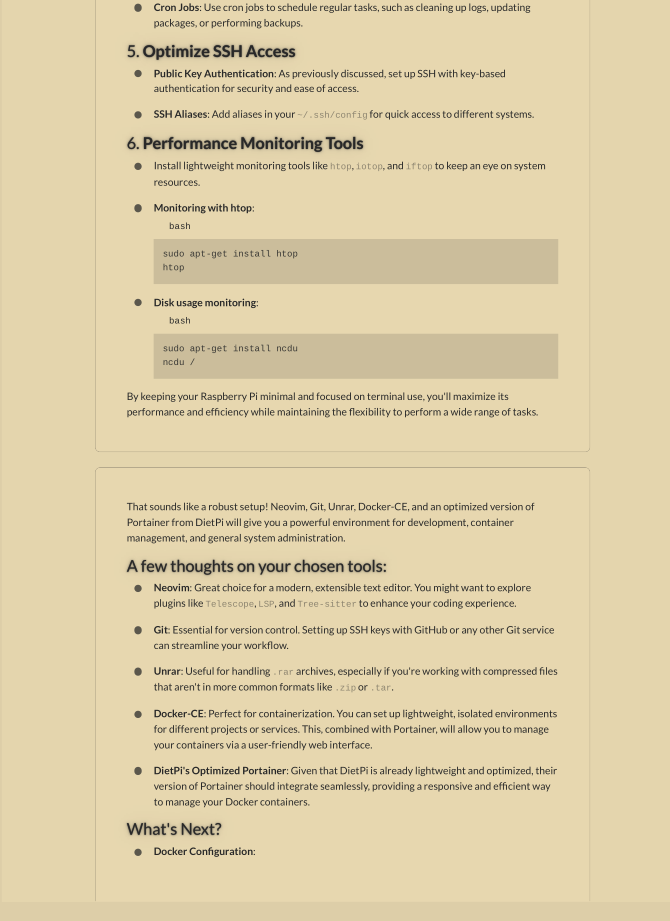 Cron Jobs: Use cron jobs to schedule regular tasks, such as cleaning up logs, updating
packages, or performing backups.
5. Optimize SSH Access
Public Key Authentication: As previously discussed, set up SSH with key-based
authentication for security and ease of access.
SSH Aliases: Add aliases in your ~/.ssh/config for quick access to different systems.
6. Performance Monitoring Tools
Install lightweight monitoring tools like htop, iotop, and iftop to keep an eye on system
resources.
Monitoring with htop:
bash
sudo apt-get install htop
htop
Disk usage monitoring:
bash
sudo apt-get install ncdu
ncdu /
By keeping your Raspberry Pi minimal and focused on terminal use, you'll maximize its
performance and efficiency while maintaining the flexibility to perform a wide range of tasks.
That sounds like a robust setup! Neovim, Git, Unrar, Docker-CE, and an optimized version of
Portainer from DietPi will give you a powerful environment for development, container
management, and general system administration.
A few thoughts on your chosen tools:
Neovim: Great choice for a modern, extensible text editor. You might want to explore
plugins like Telescope, LSP, and Tree-sitter to enhance your coding experience.
Git: Essential for version control. Setting up SSH keys with GitHub or any other Git service
can streamline your workflow.
Unrar: Useful for handling .rar archives, especially if you're working with compressed files
that aren't in more common formats like .zip or .tar.
Docker-CE: Perfect for containerization. You can set up lightweight, isolated environments
for different projects or services. This, combined with Portainer, will allow you to manage
your containers via a user-friendly web interface.
DietPi's Optimized Portainer: Given that DietPi is already lightweight and optimized, their
version of Portainer should integrate seamlessly, providing a responsive and efficient way
to manage your Docker containers.
What's Next?
Docker Configuration: